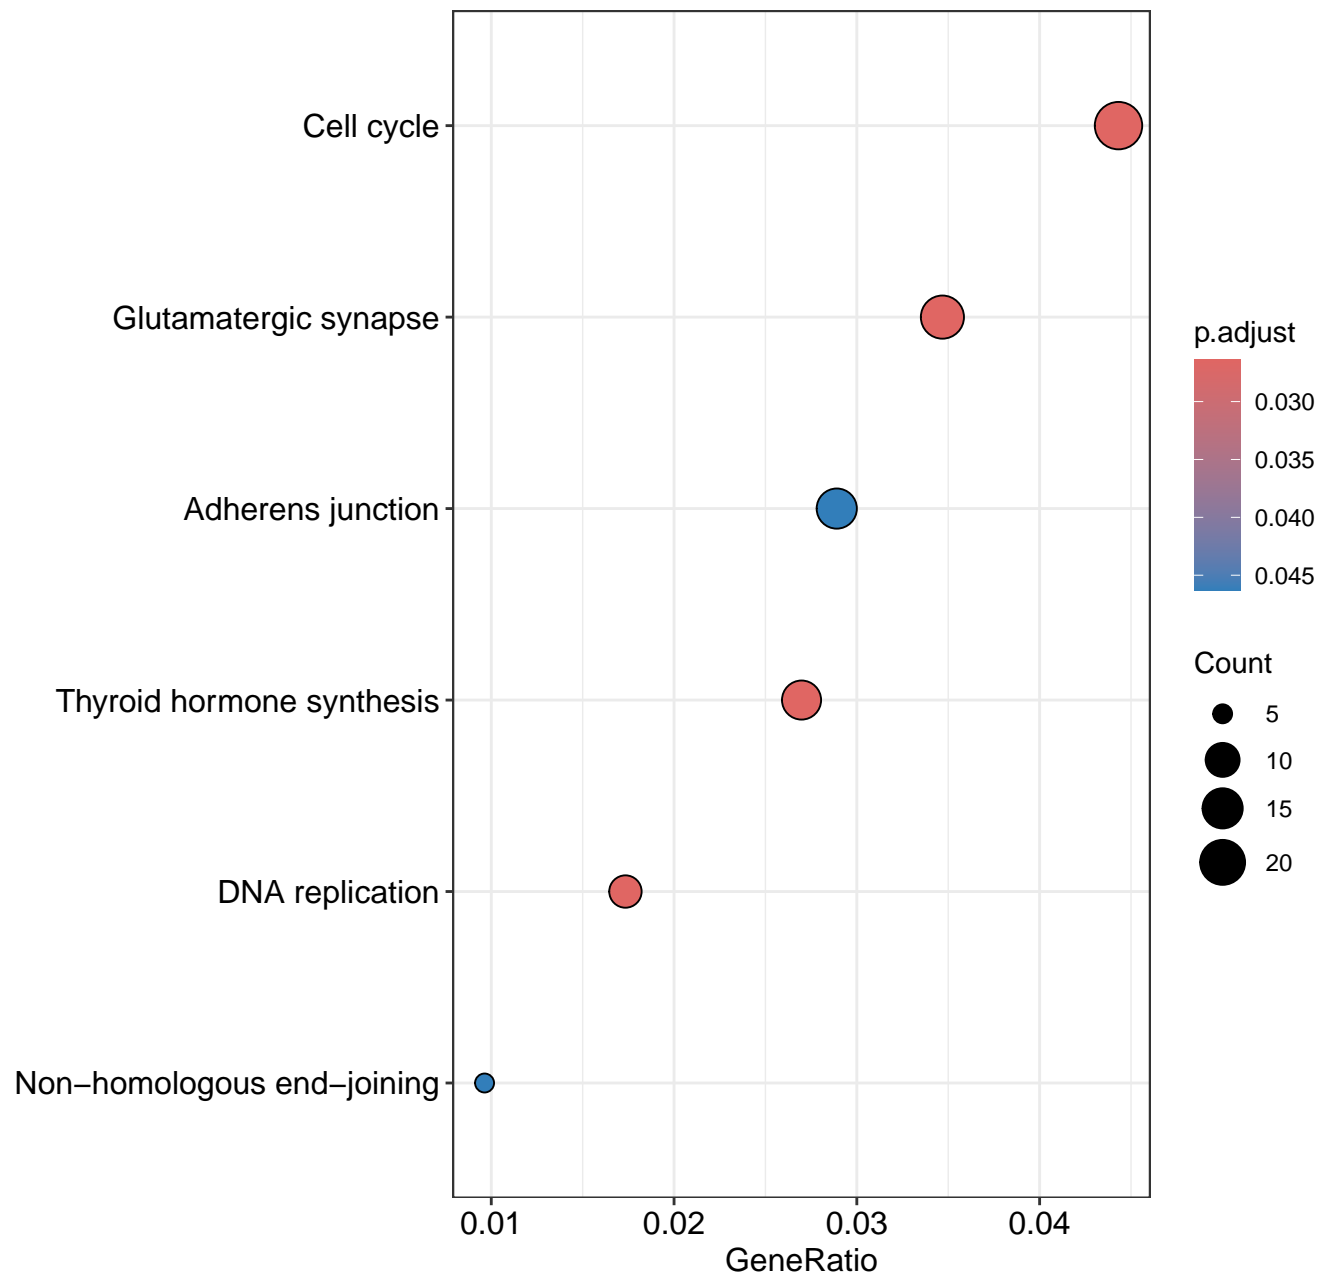 Cell cycle
Glutamatergic synapse
Adherens junction
Thyroid hormone synthesis
DNA replication
Non−homologous end−joining
0.01 0.02 0.03 0.04
GeneRatio
p.adjust
0.030
0.035
0.040
0.045
Count
5
10
15
20